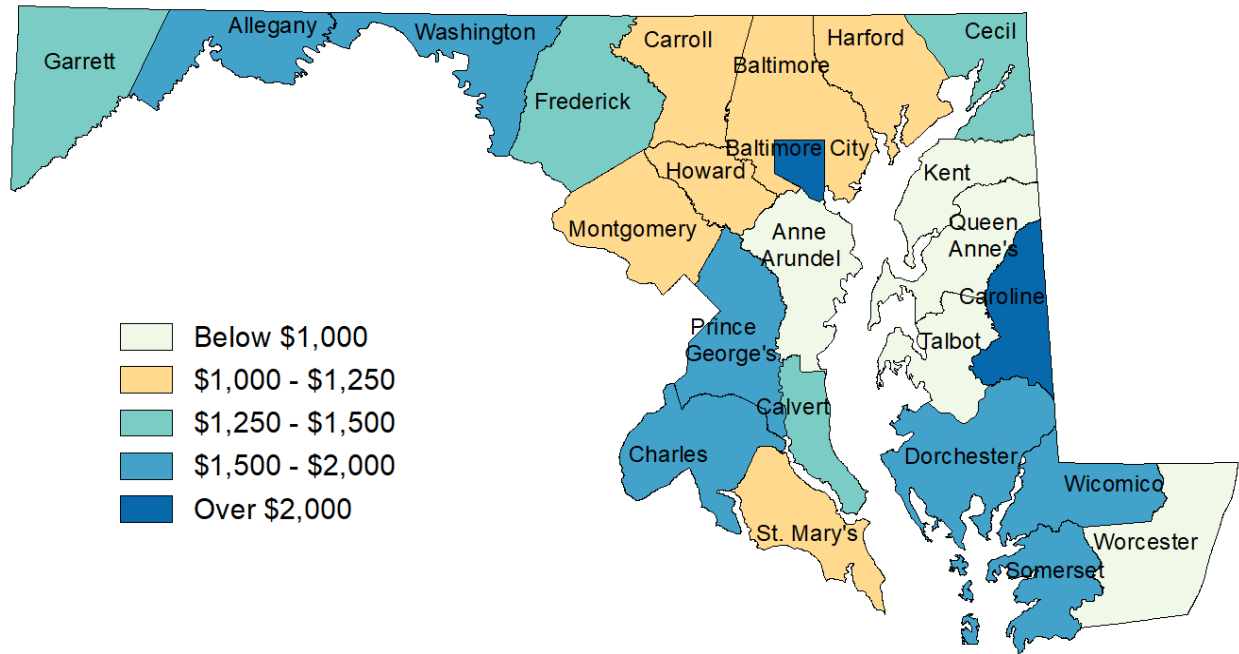 Garrett
Allegany
Washington
Frederick
Carroll
Baltimore
Harford
Cecil
Baltimore City
Howard
Montgomery
Anne
Arundel
Kent
Queen
Anne's
Caroline
Talbot
Prince
George's
Calvert
Charles
St. Mary's
Dorchester
Wicomico
Worcester
Somerset
Below $1,000
$1,000 - $1,250
$1,250 - $1,500
$1,500 - $2,000
Over $2,000